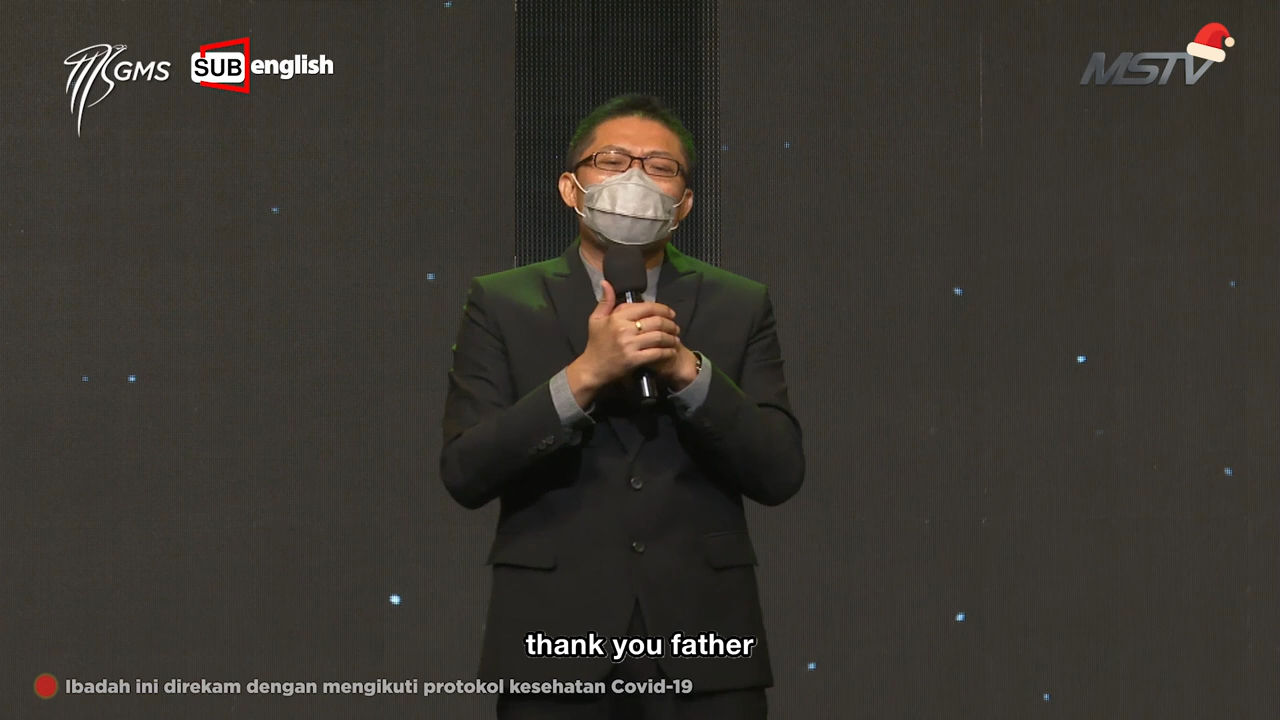 GMS
SUB english
MSTV
thank you father
Ibadah ini direkam dengan mengikuti protokol kesehatan Covid-19